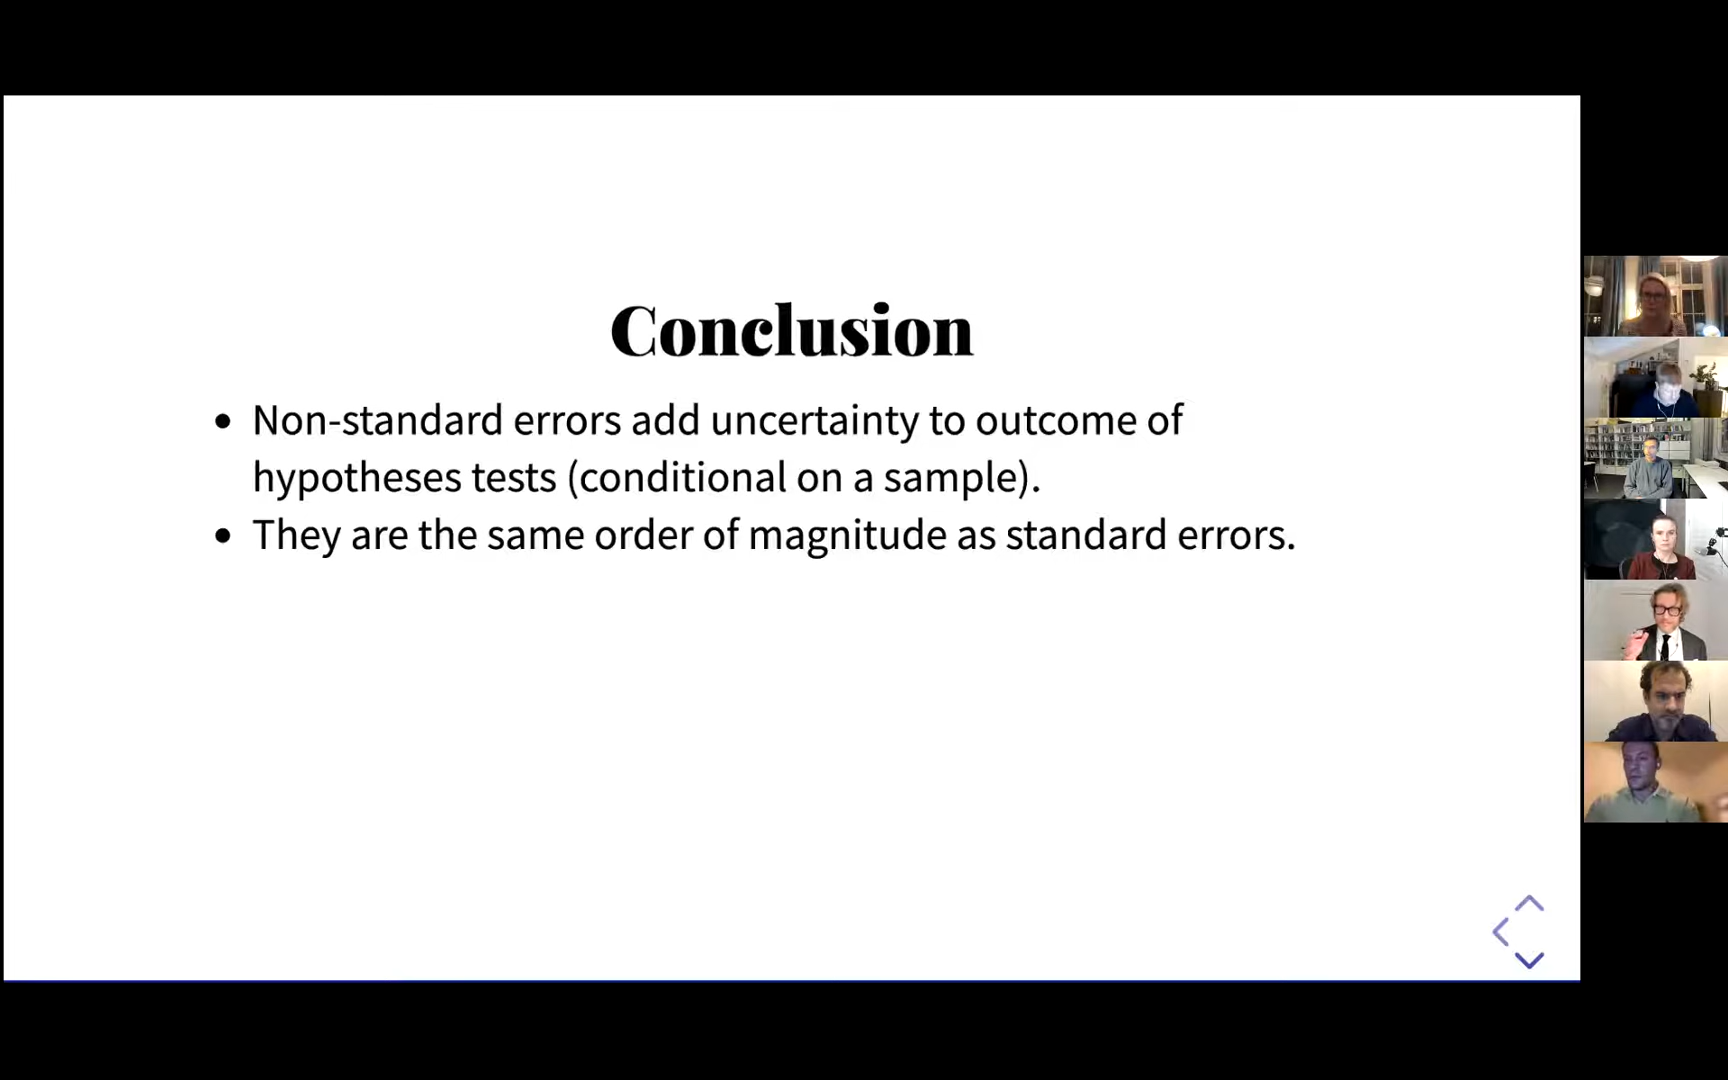 Conclusion
Non-standard errors add uncertainty to outcome of
hypotheses tests (conditional on a sample).
They are the same order of magnitude as standard errors.